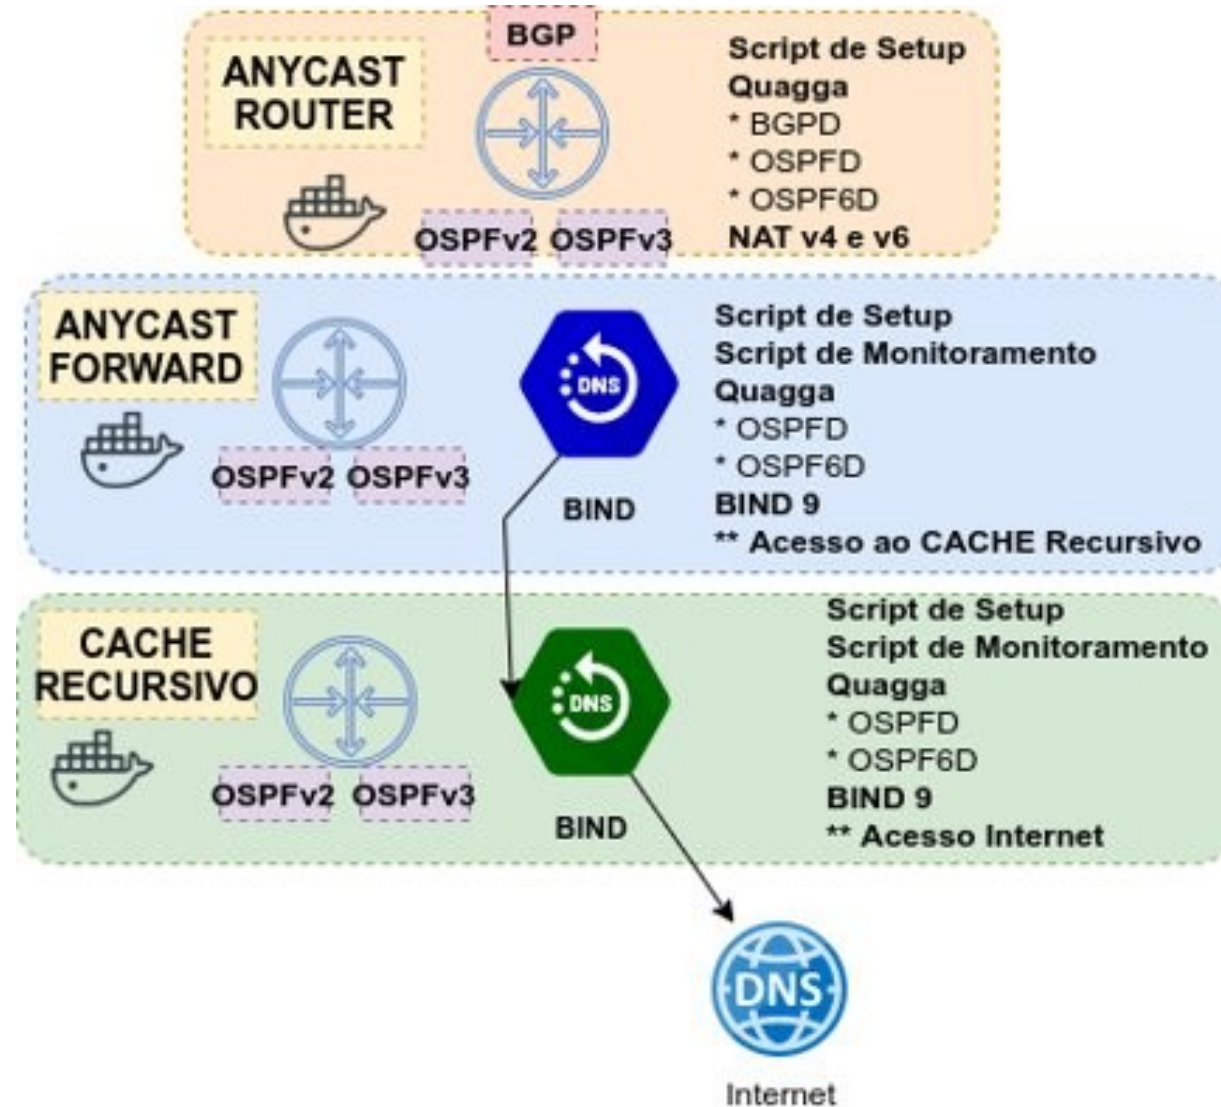 BGP
ANYCAST
ROUTER
OSPFv2
OSPFv3
Script de Setup
Quagga
* BGPD
* OSPFD
* OSPF6D
NAT v4 e v6
ANYCAST
FORWARD
OSPFv2
OSPFv3
DNS
BIND
Script de Setup
Script de Monitoramento
Quagga
* OSPFD
* OSPF6D
BIND 9
** Acesso ao CACHE Recursivo
CACHE
RECURSIVO
OSPFv2
OSPFv3
DNS
BIND
Script de Setup
Script de Monitoramento
Quagga
* OSPFD
* OSPF6D
BIND 9
** Acesso Internet
DNS
Internet